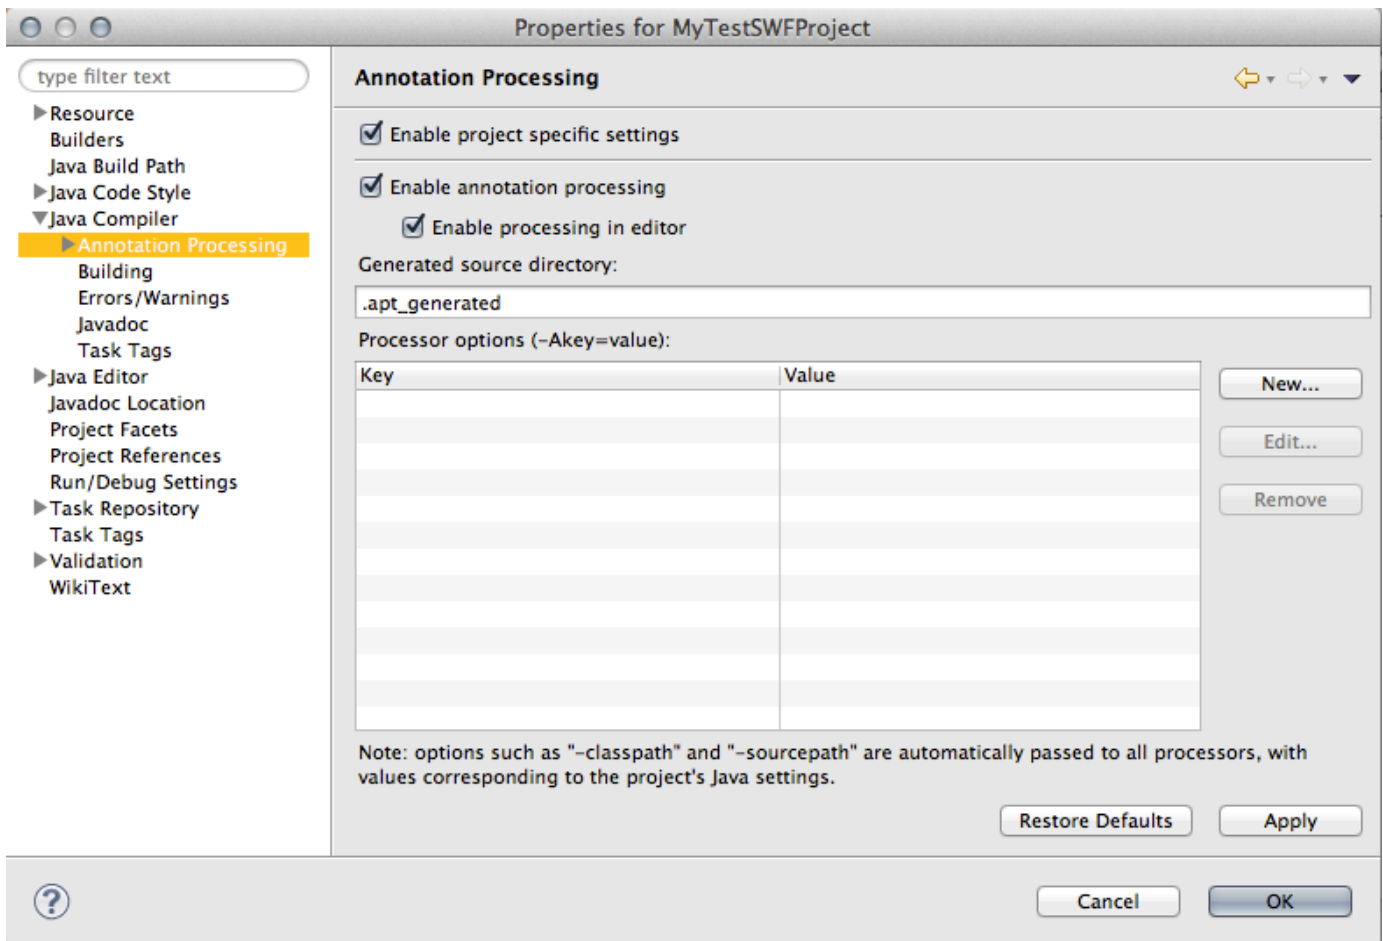 Properties for MyTestSWFProject
type filter text
Resource
Builders
Java Build Path
Java Code Style
Java Compiler
Annotation Processing
Building
Errors/Warnings
Javadoc
Task Tags
Java Editor
Javadoc Location
Project Facets
Project References
Run/Debug Settings
Task Repository
Task Tags
Validation
WikiText
Annotation Processing
Enable project specific settings
Enable annotation processing
Enable processing in editor
Generated source directory:
.apt_generated
Processor options (-Akey=value):
Key Value
New...
Edit...
Remove
Note: options such as "-classpath" and "-sourcepath" are automatically passed to all processors, with
values corresponding to the project's Java settings.
Restore Defaults Apply
? Cancel OK